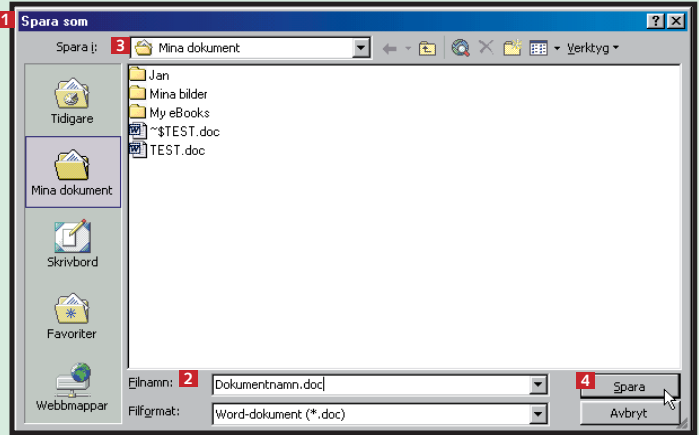 1 Spara som
Spara i: 3 Mina dokument Verktyg
Tidigare
Mina dokument
Skrivbord
Favoriter
Webbmappar
Jan
Mina bilder
My eBooks
~$TEST.doc
TEST.doc
Filnamn: 2 Dokumentnamn.doc 4 Spara
Filformat: Word-dokument (*.doc) Avbryt